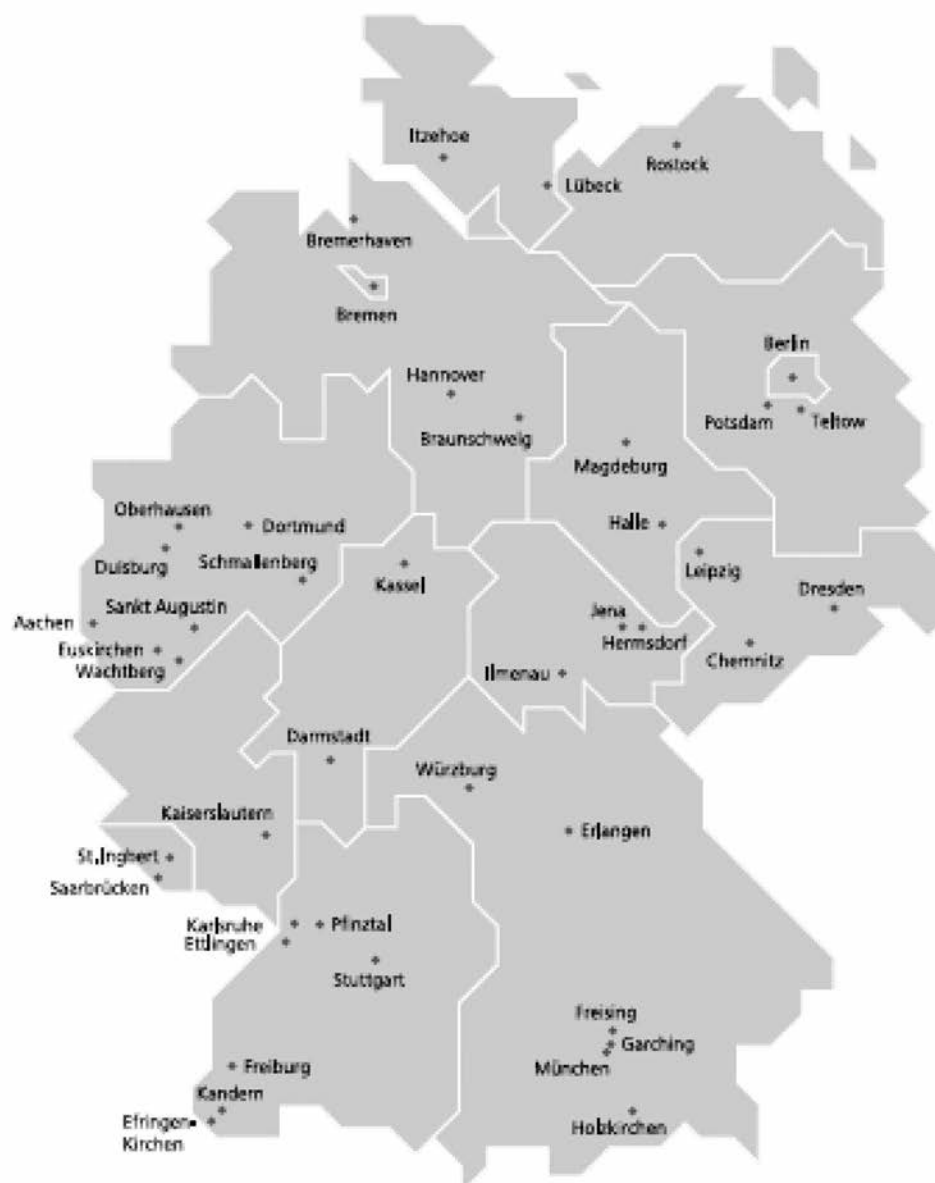 Itzehoe
Rostock
Lübeck
Bremerhaven
Bremen
Berlin
Hannover
Potsdam
Teltow
Braunschweig
Magdeburg
Oberhausen
Dortmund
Halle
Duisburg
Schmallenberg
Kassel
Leipzig
Dresden
Sankt Augustin
Jena
Aachen
Hermsdorf
Euskirchen
Chemnitz
Wachtberg
Ilmenau
Darmstadt
Würzburg
Kaiserslautern
Erlangen
St.Ingbert
Saarbrücken
Karlsruhe
Pfinztal
Ettlingen
Stuttgart
Freising
Garching
München
Freiburg
Kandern
Efringen-
Kirchen
Holzkirchen